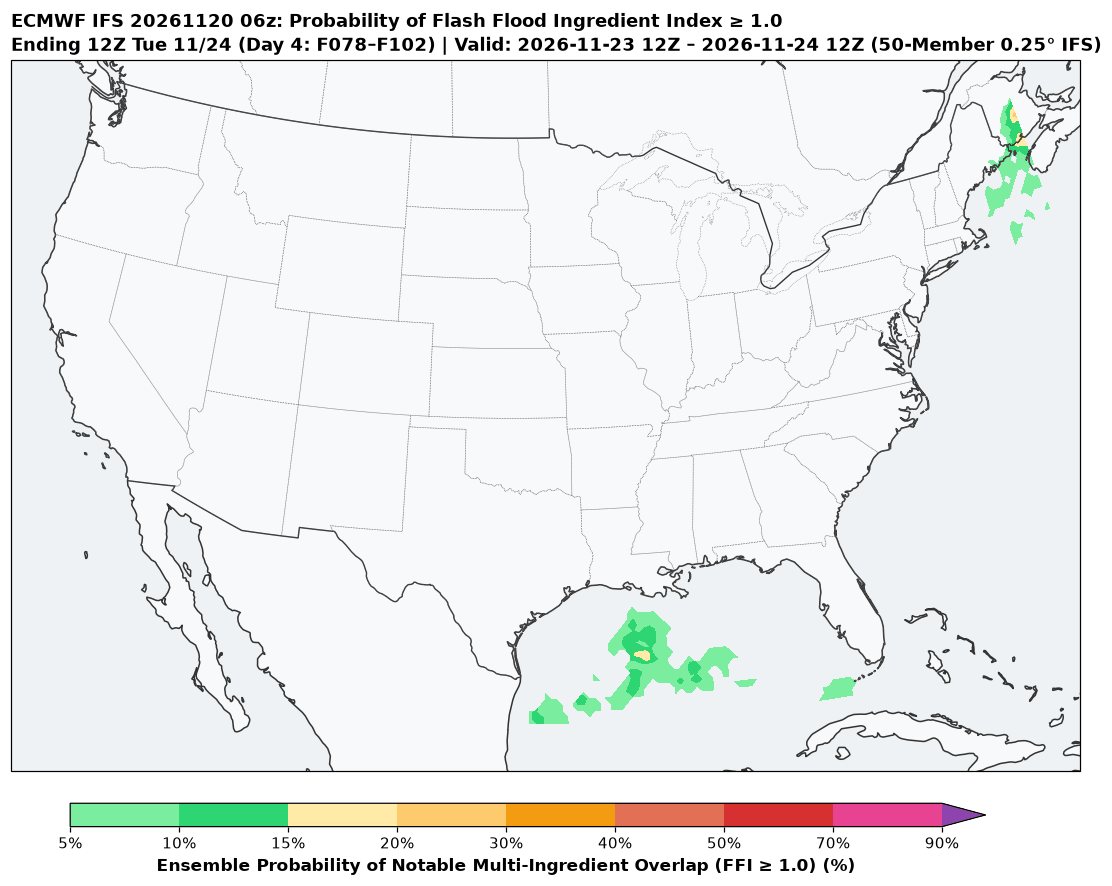 ECMWF IFS 20261120 06z: Probability of Flash Flood Ingredient Index ≥ 1.0
Ending 12Z Tue 11/24 (Day 4: F078–F102) | Valid: 2026-11-23 12Z – 2026-11-24 12Z (50-Member 0.25° IFS)
5% 10% 15% 20% 30% 40% 50% 70% 90%
Ensemble Probability of Notable Multi-Ingredient Overlap (FFI ≥ 1.0) (%)